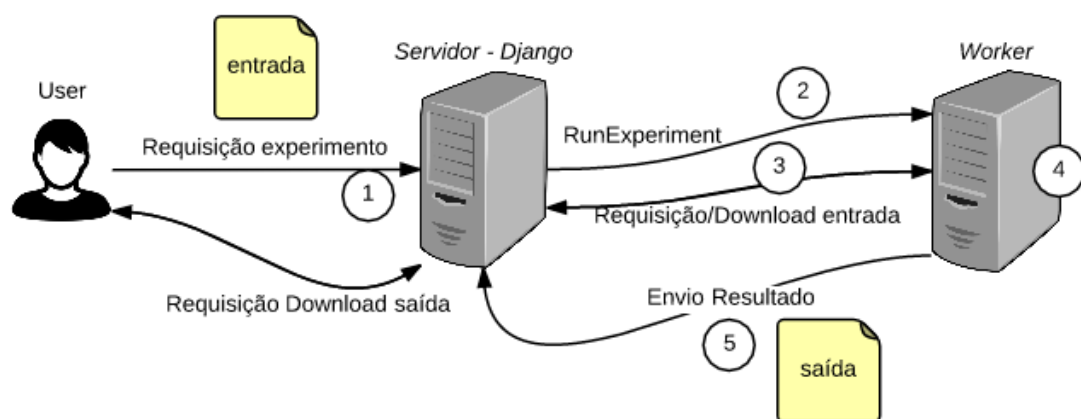 entrada
Servidor - Django
Worker
User
2
RunExperiment
Requisição experimento
3
4
1
Requisição/Download entrada
Requisição Download saída
Envio Resultado
5
saída